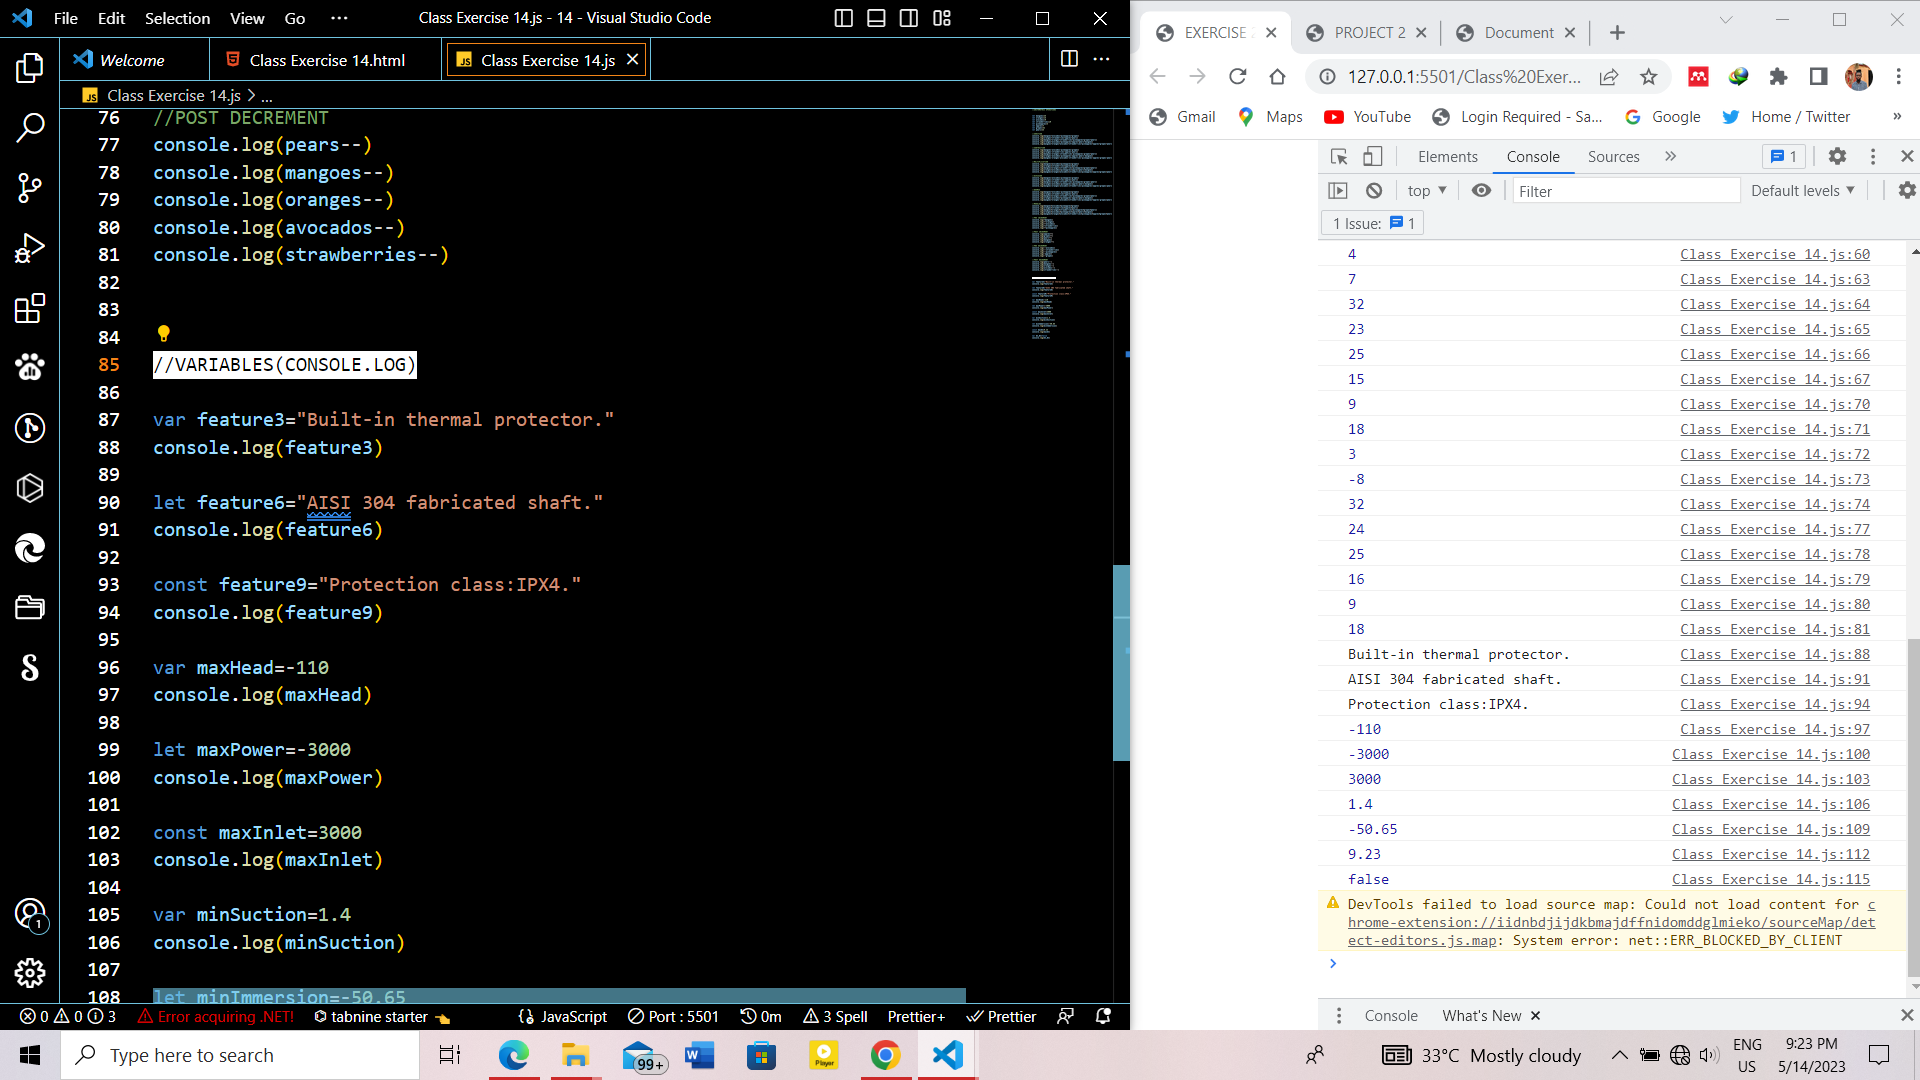 File Edit Selection View Go ··· Class Exercise 14.js - 14 - Visual Studio Code
Welcome Class Exercise 14.html JS Class Exercise 14.js
JS Class Exercise 14.js > ...
76 //POST DECREMENT
77 console.log(pears--)
78 console.log(mangoes--)
79 console.log(oranges--)
80 console.log(avocados--)
81 console.log(strawberries--)
82
83
84
85 //VARIABLES(CONSOLE.LOG)
86
87 var feature3="Built-in thermal protector."
88 console.log(feature3)
89
90 let feature6="AISI 304 fabricated shaft."
91 console.log(feature6)
92
93 const feature9="Protection class:IPX4."
94 console.log(feature9)
95
96 var maxHead=-110
97 console.log(maxHead)
98
99 let maxPower=-3000
100 console.log(maxPower)
101
102 const maxInlet=3000
103 console.log(maxInlet)
104
105 var minSuction=1.4
106 console.log(minSuction)
107
108 let minImmersion=-50.65
1
0 0 3 Error acquiring .NET! tabnine starter JavaScript Port : 5501 0m 3 Spell Prettier+ Prettier
EXERCISE 2 PROJECT 2 Document
127.0.0.1:5501/Class%20Exer...
Gmail Maps YouTube Login Required - Sa... Google Home / Twitter »
Elements Console Sources » 1
top Filter Default levels
1 Issue: 1
4 Class Exercise 14.js:60
7 Class Exercise 14.js:63
32 Class Exercise 14.js:64
23 Class Exercise 14.js:65
25 Class Exercise 14.js:66
15 Class Exercise 14.js:67
9 Class Exercise 14.js:70
18 Class Exercise 14.js:71
3 Class Exercise 14.js:72
-8 Class Exercise 14.js:73
32 Class Exercise 14.js:74
24 Class Exercise 14.js:77
25 Class Exercise 14.js:78
16 Class Exercise 14.js:79
9 Class Exercise 14.js:80
18 Class Exercise 14.js:81
Built-in thermal protector. Class Exercise 14.js:88
AISI 304 fabricated shaft. Class Exercise 14.js:91
Protection class:IPX4. Class Exercise 14.js:94
-110 Class Exercise 14.js:97
-3000 Class Exercise 14.js:100
3000 Class Exercise 14.js:103
1.4 Class Exercise 14.js:106
-50.65 Class Exercise 14.js:109
9.23 Class Exercise 14.js:112
false Class Exercise 14.js:115
DevTools failed to load source map: Could not load content for c
hrome-extension://iidnbdjijdkbmajdffnidomddglmieko/sourceMap/det
ect-editors.js.map: System error: net::ERR_BLOCKED_BY_CLIENT
>
Console What's New
Type here to search 99+ Player 33°C Mostly cloudy ENG US 9:23 PM 5/14/2023